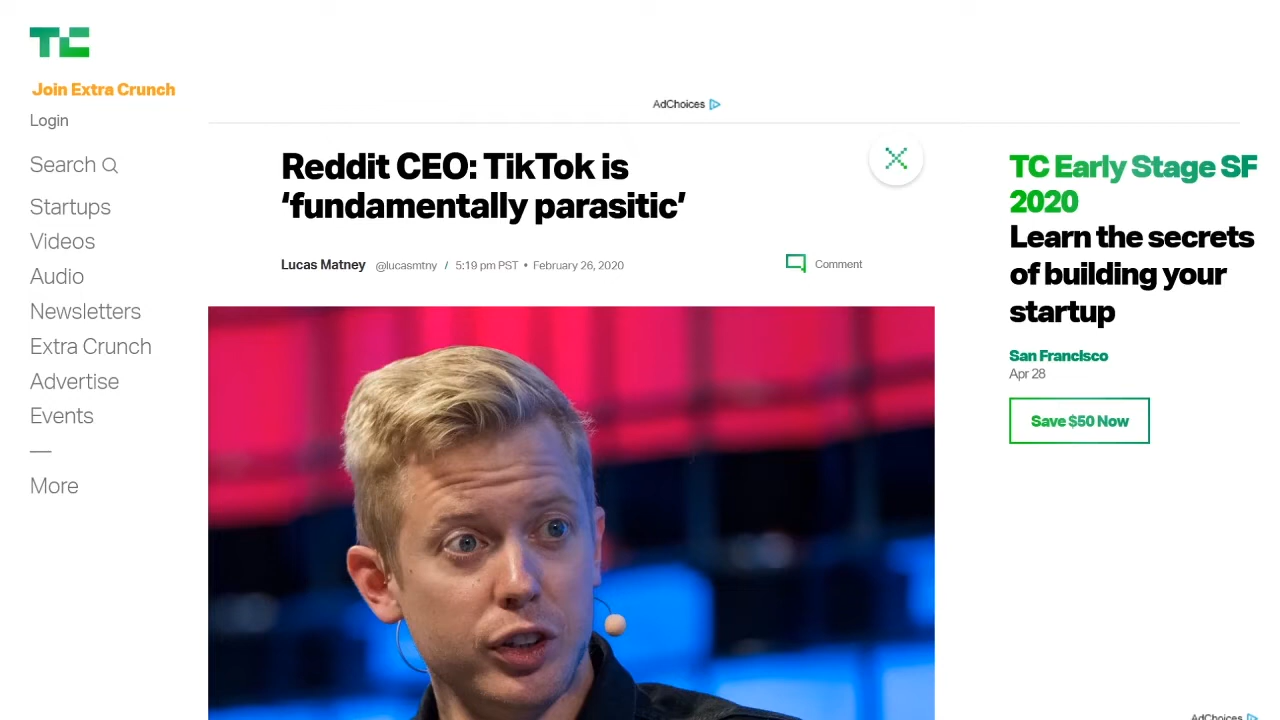 TC
Join Extra Crunch
Login
Search
Startups
Videos
Audio
Newsletters
Extra Crunch
Advertise
Events
—
More
AdChoices
Reddit CEO: TikTok is
‘fundamentally parasitic’
Lucas Matney @lucasmtny / 5:19 pm PST • February 26, 2020
Comment
TC Early Stage SF
2020
Learn the secrets
of building your
startup
San Francisco
Apr 28
Save $50 Now
AdChoices